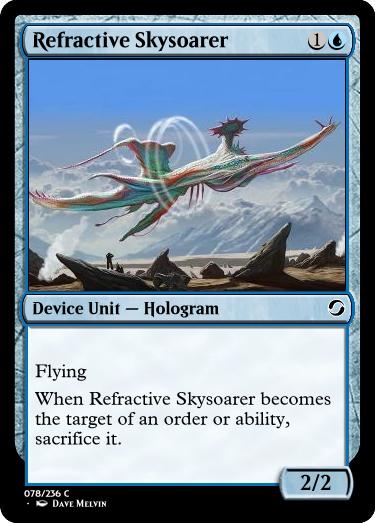 Refractive Skysoarer 1
Device Unit — Hologram
Flying
When Refractive Skysoarer becomes
the target of an order or ability,
sacrifice it.
2/2
078/236 C
· Dave Melvin